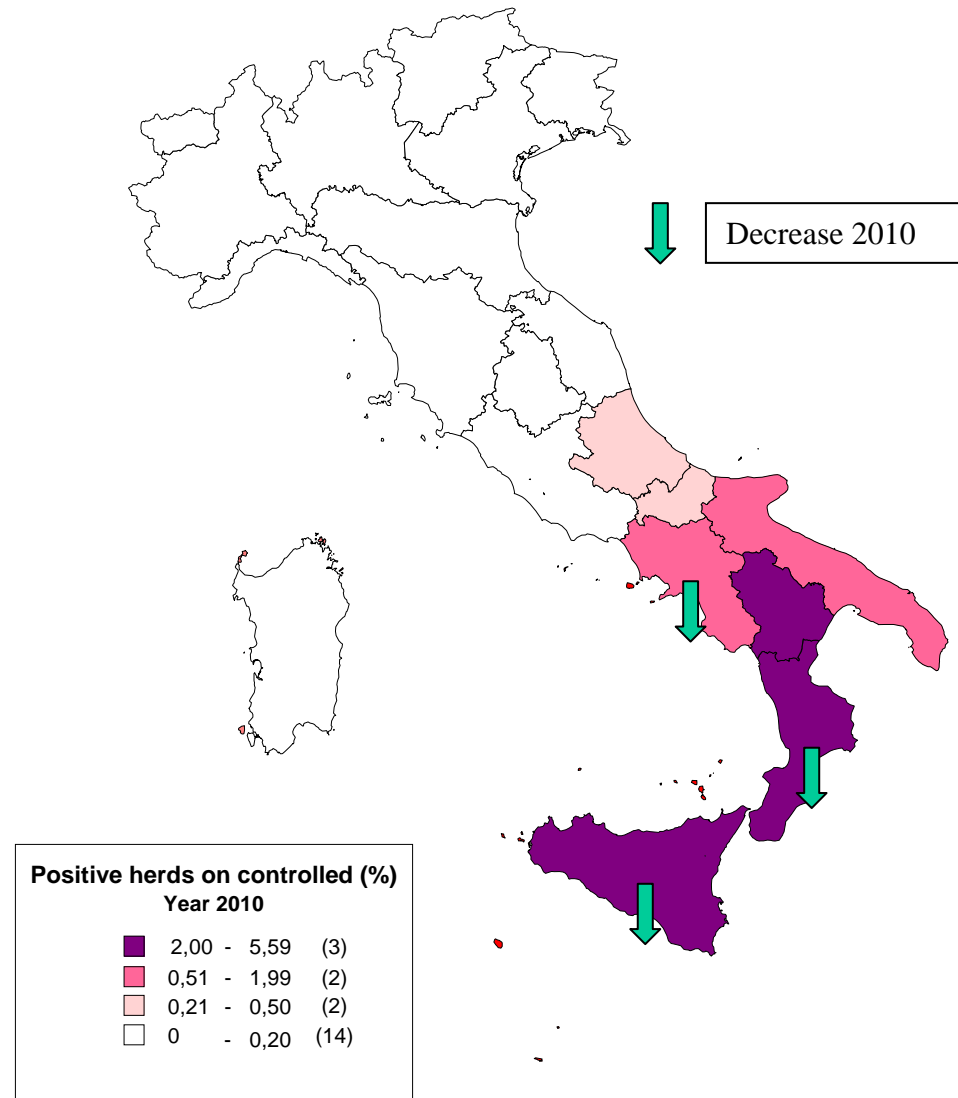 Decrease 2010
Positive herds on controlled (%)
Year 2010
2,00 - 5,59 (3)
0,51 - 1,99 (2)
0,21 - 0,50 (2)
0 - 0,20 (14)